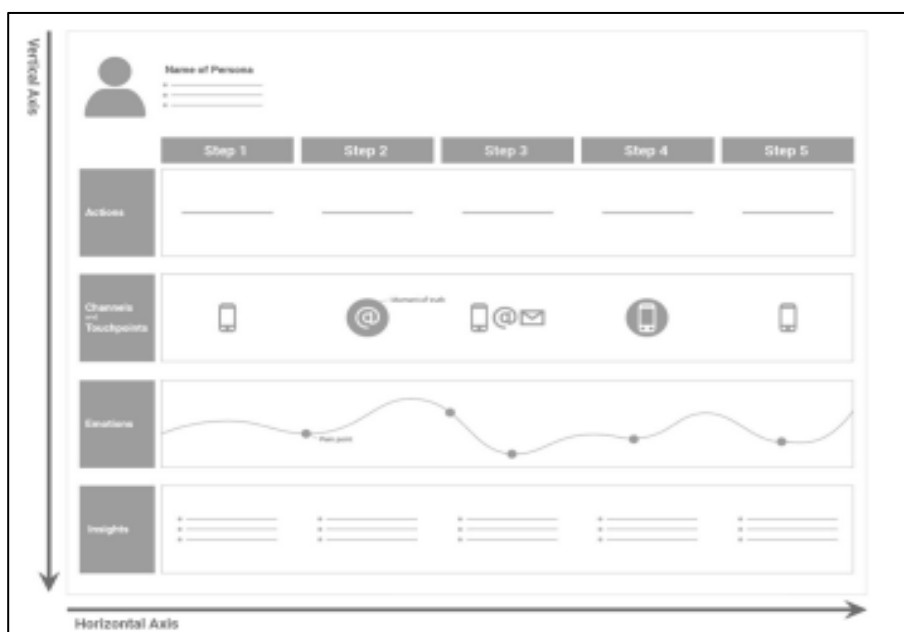 Vertical Axis
Name of Persona
Step 1
Step 2
Step 3
Step 4
Step 5
Actions
Channels
and
Touchpoints
Moment of truth
Emotions
Pain point
Insights
Horizontal Axis